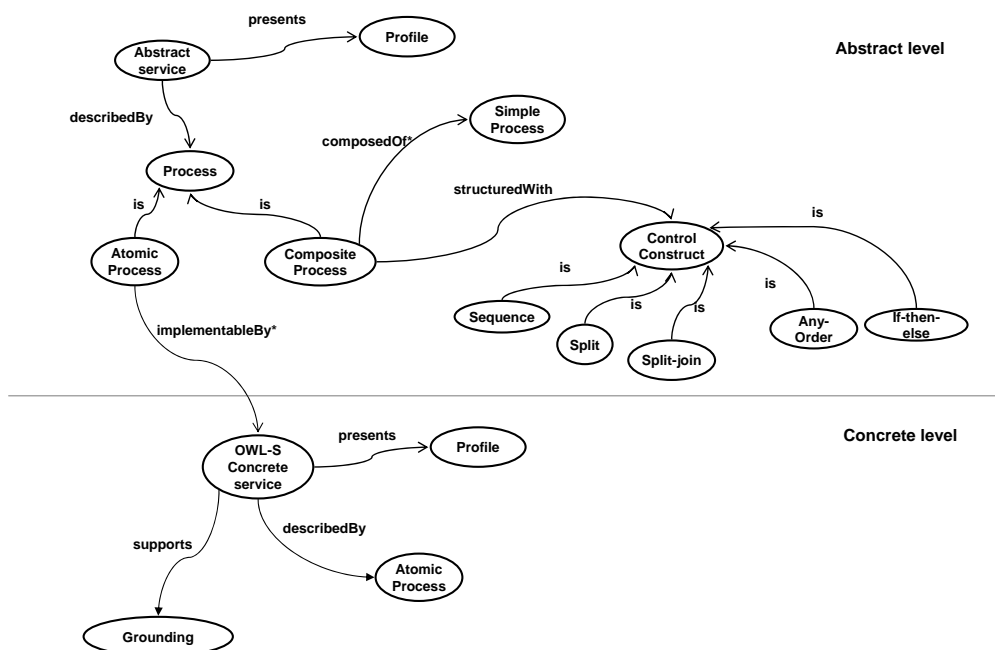 presents
Profile
Abstract level
Abstract
service
describedBy
Simple
Process
composedOf*
Process
structuredWith
is
is
is
Control
Construct
Atomic
Process
Composite
Process
is
is
is
is
Sequence
Any-
Order
If-then-
else
implementableBy*
Split
Split-join
Concrete level
presents
Profile
OWL-S
Concrete
service
describedBy
supports
Atomic
Process
Grounding